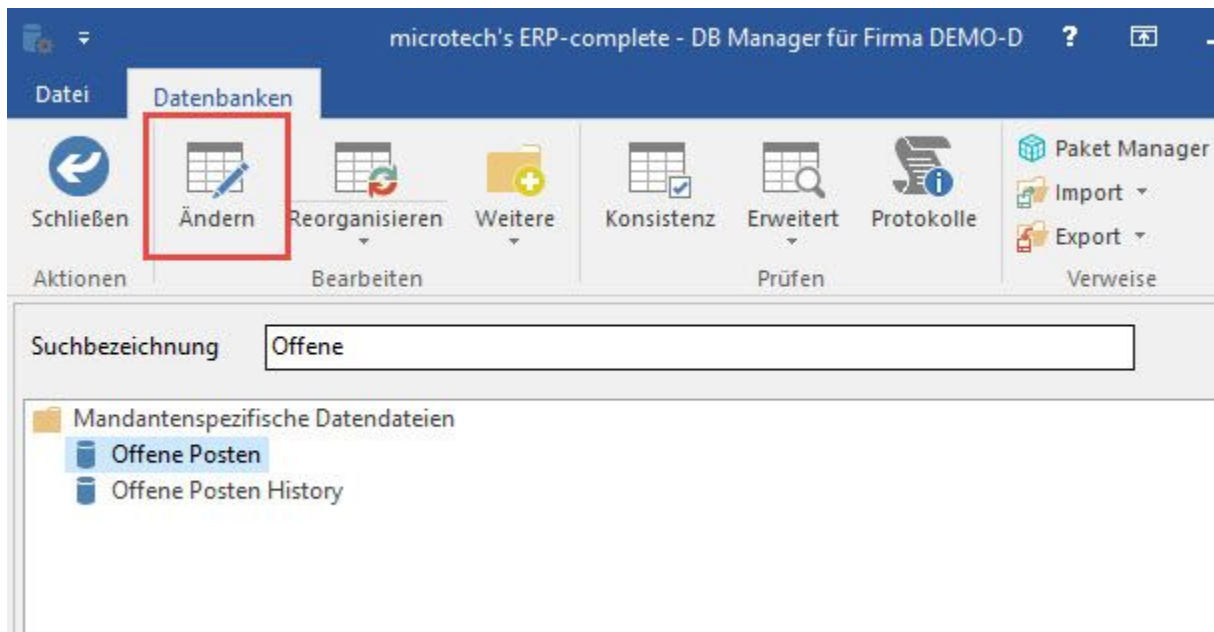 microtech's ERP-complete - DB Manager für Firma DEMO-D ?
Datei Datenbanken
Schließen Ändern Reorganisieren Weitere Konsistenz Erweitert Protokolle Paket Manager
Import
Export
Aktionen Bearbeiten Prüfen Verweise
Suchbezeichnung Offene
Mandantenspezifische Datendateien
Offene Posten
Offene Posten History